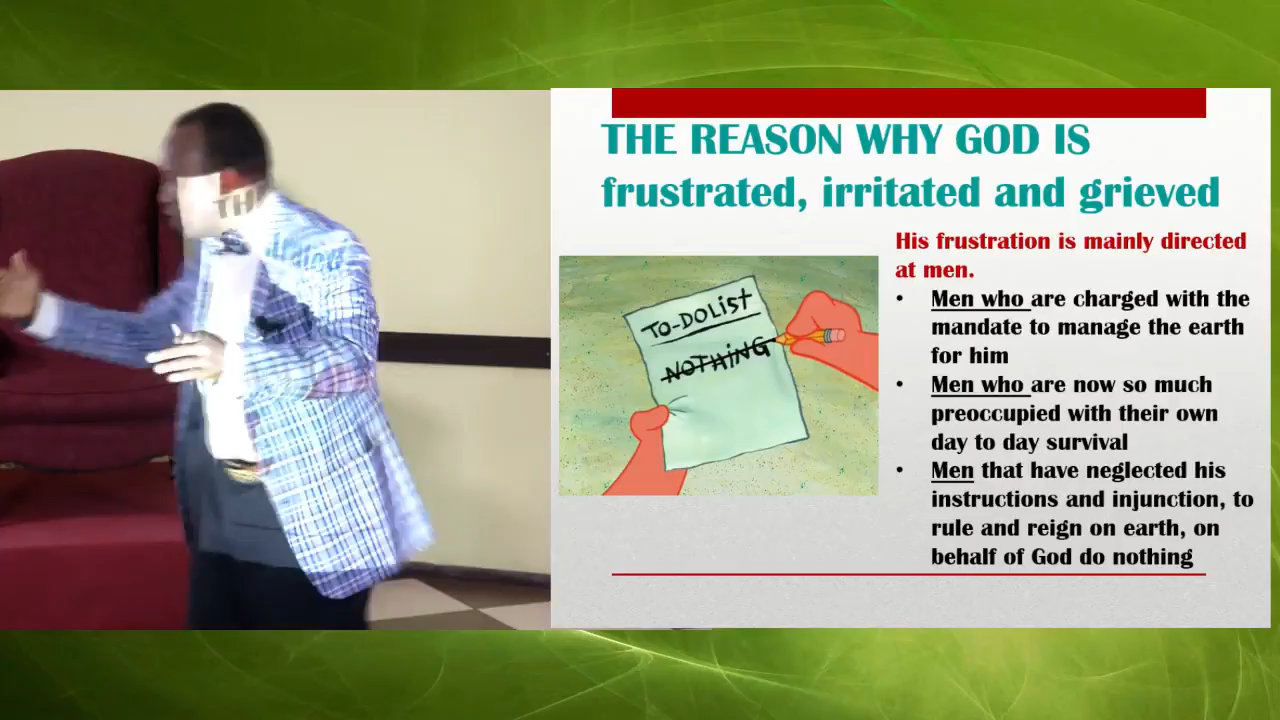 THE REASON WHY GOD IS
frustrated, irritated and grieved
His frustration is mainly directed
at men.
• Men who are charged with the
mandate to manage the earth
for him
• Men who are now so much
preoccupied with their own
day to day survival
• Men that have neglected his
instructions and injunction, to
rule and reign on earth, on
behalf of God do nothing
TO-DO LIST
NOTHING
TH